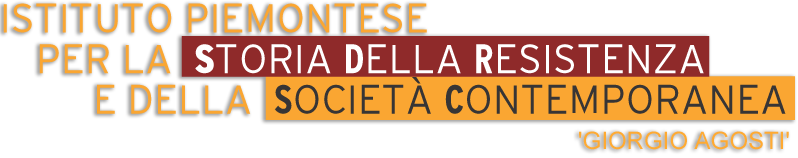 ISTITUTO PIEMONTESE
PER LA STORIA DELLA RESISTENZA
E DELLA SOCIETÀ CONTEMPORANEA
'GIORGIO AGOSTI'